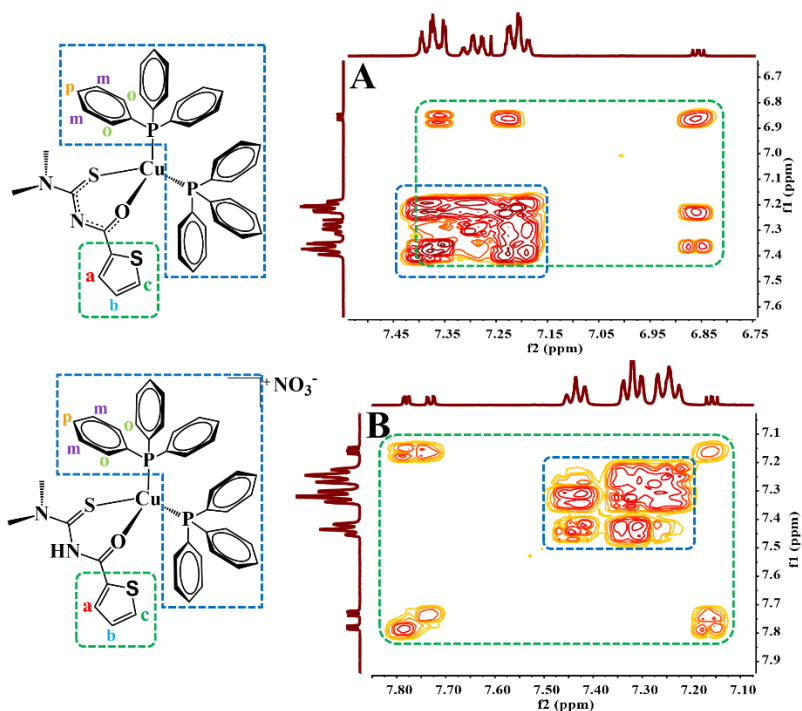 A
p
m
m
o
o
P
S
Cu
P
N
O
N
S
a
c
b
6.7
6.8
6.9
7.0
7.1
7.2
7.3
7.4
7.5
7.6
f1 (ppm)
7.45 7.35 7.25 7.15 7.05 6.95 6.85 6.75
f2 (ppm)
+NO3-
B
p
m
m
o
o
P
S
Cu
P
N
O
HN
S
a
c
b
7.1
7.2
7.3
7.4
7.5
7.6
7.7
7.8
7.9
f1 (ppm)
7.80 7.70 7.60 7.50 7.40 7.30 7.20 7.10
f2 (ppm)